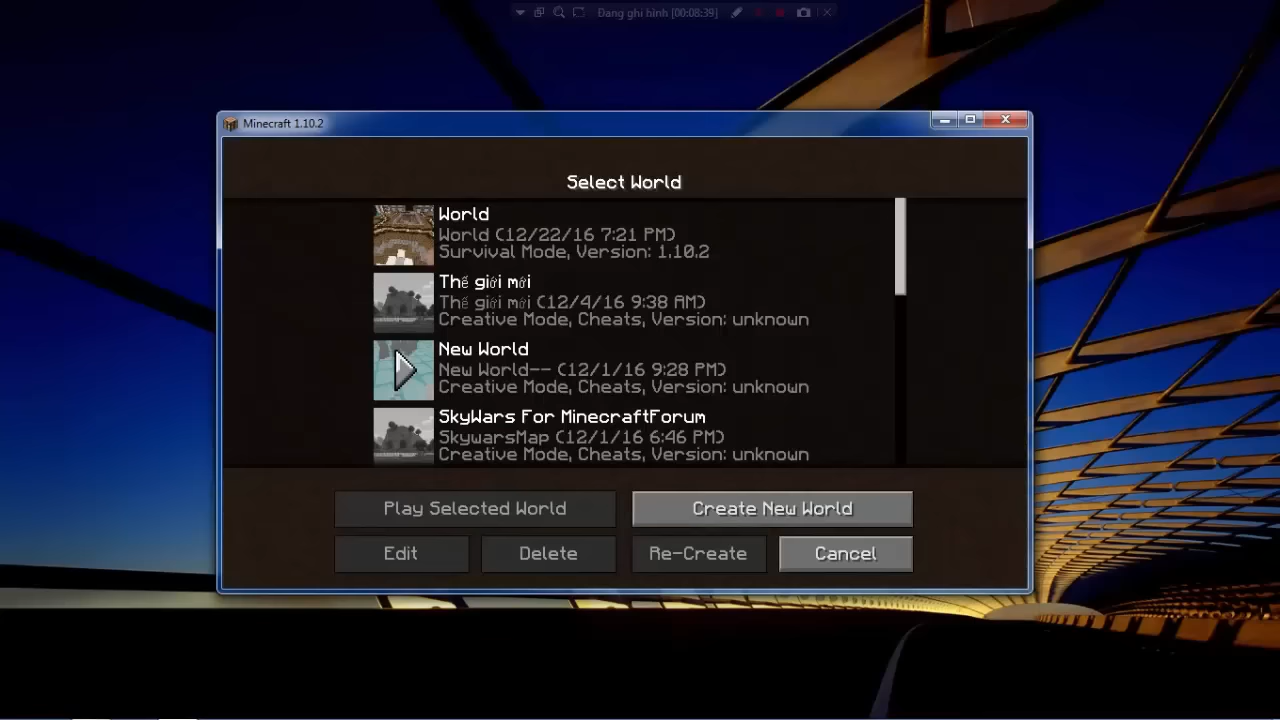 Đang ghi hình [00:08:39]
Minecraft 1.10.2
Select World
World
World (12/22/16 7:21 PM)
Survival Mode, Version: 1.10.2
Thế giới mới
Thế giới mới (12/4/16 9:38 AM)
Creative Mode, Cheats, Version: unknown
New World
New World-- (12/1/16 9:28 PM)
Creative Mode, Cheats, Version: unknown
SkyWars For MinecraftForum
SkywarsMap (12/1/16 6:46 PM)
Creative Mode, Cheats, Version: unknown
Play Selected World
Create New World
Edit
Delete
Re-Create
Cancel